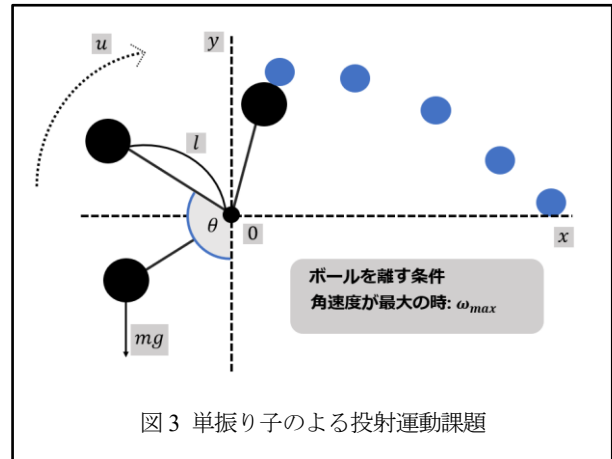 u
y
l
θ
0
x
mg
ボールを離す条件
角速度が最大の時: ω_max
図3 単振り子のよる投射運動課題